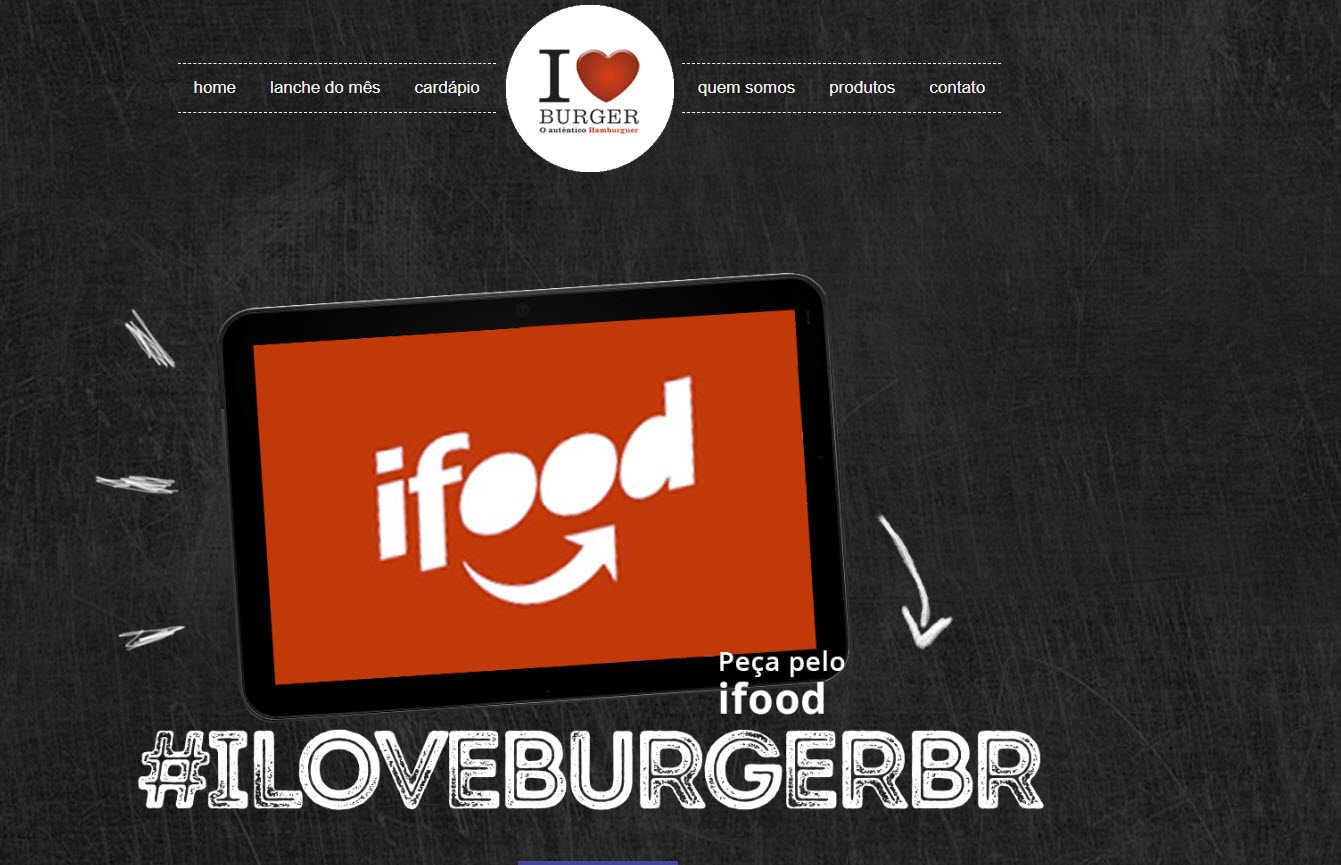 home
lanche do mês
cardápio
I
BURGER
O autêntico Hamburguer
quem somos
produtos
contato
ifood
Peça pelo
ifood
#ILOVEBURGERBR